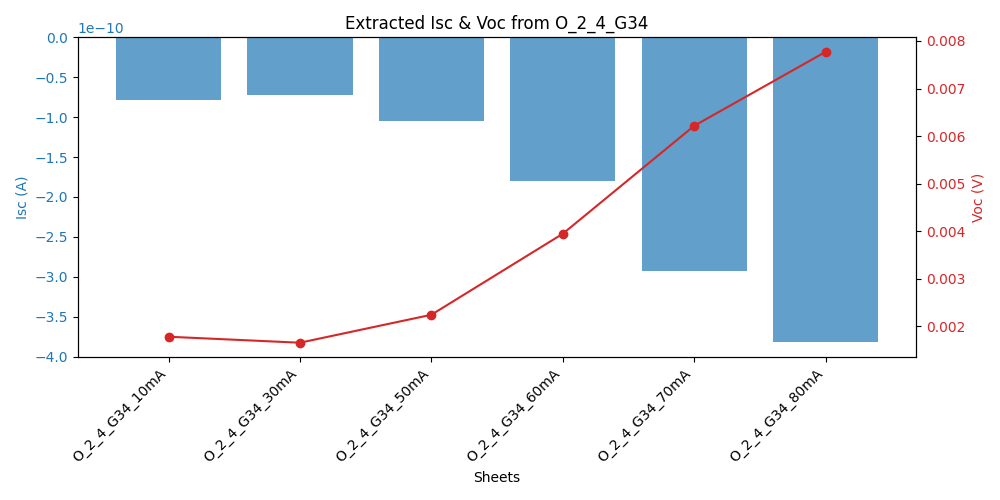 Extracted Isc & Voc from O_2_4_G34
1e−10
0.0
−0.5
−1.0
−1.5
−2.0
−2.5
−3.0
−3.5
−4.0
Isc (A)
0.008
0.007
0.006
0.005
0.004
0.003
0.002
Voc (V)
O_2_4_G34_10mA
O_2_4_G34_30mA
O_2_4_G34_50mA
O_2_4_G34_60mA
O_2_4_G34_70mA
O_2_4_G34_80mA
Sheets